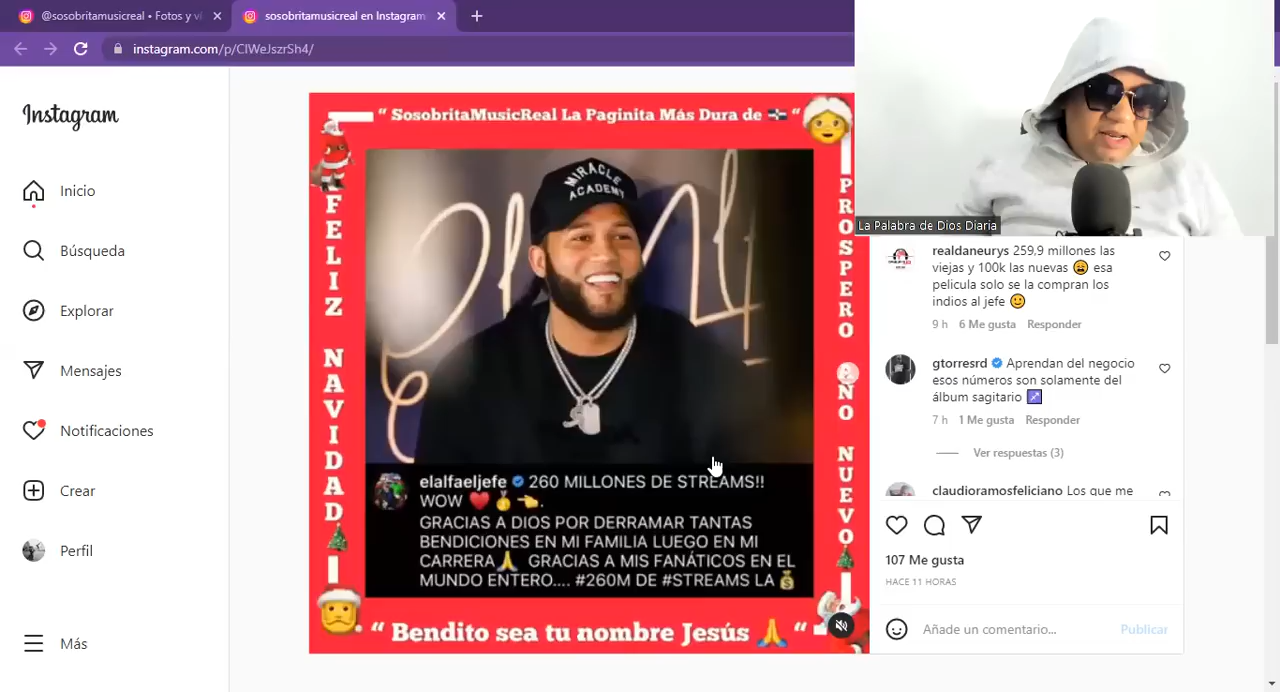 @sosobritamusicreal • Fotos y vi
sosobritamusicreal en Instagram
instagram.com/p/ClWeJszrSh4/
Instagram
Inicio
Búsqueda
Explorar
Mensajes
Notificaciones
Crear
Perfil
Más
“ SosobritaMusicReal La Paginita Más Dura de 🇩🇴 “
FELIZ NAVIDAD🎄
MIRACLE
ACADEMY
PROSPERO AÑO NUEVO🎄
elalfaeljefe 260 MILLONES DE STREAMS!!
WOW ❤️🥇👈.
GRACIAS A DIOS POR DERRAMAR TANTAS
BENDICIONES EN MI FAMILIA LUEGO EN MI
CARRERA🙏 GRACIAS A MIS FANÁTICOS EN EL
MUNDO ENTERO.... #260M DE #STREAMS LA💰
“ Bendito sea tu nombre Jesús 🙏 “
La Palabra de Dios Diaria
realdaneurys 259,9 millones las
viejas y 100k las nuevas 😩 esa
pelicula solo se la compran los
indios al jefe 🙂
9 h 6 Me gusta Responder
gtorresrd Aprendan del negocio
esos números son solamente del
álbum sagitario ♐
7 h 1 Me gusta Responder
Ver respuestas (3)
claudioramosfeliciano Los que me
107 Me gusta
HACE 11 HORAS
Añade un comentario...
Publicar